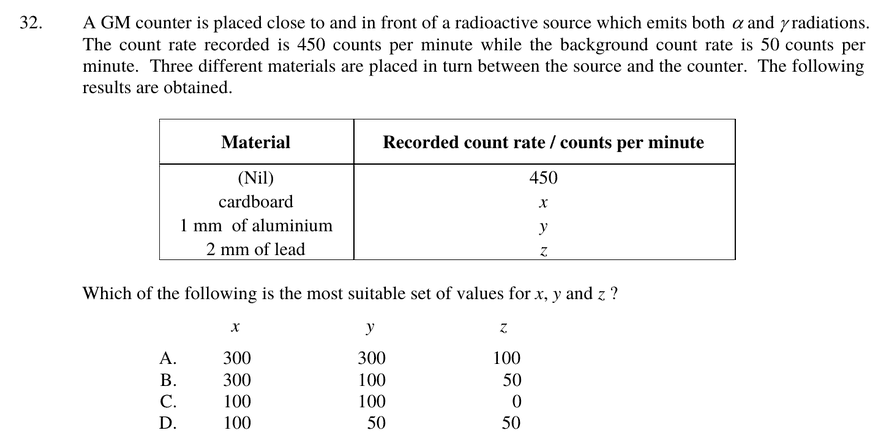 32. A GM counter is placed close to and in front of a radioactive source which emits both α and γ radiations.
The count rate recorded is 450 counts per minute while the background count rate is 50 counts per
minute. Three different materials are placed in turn between the source and the counter. The following
results are obtained.
Material Recorded count rate / counts per minute
(Nil) 450
cardboard x
1 mm of aluminium y
2 mm of lead z
Which of the following is the most suitable set of values for x, y and z ?
x y z
A. 300 300 100
B. 300 100 50
C. 100 100 0
D. 100 50 50